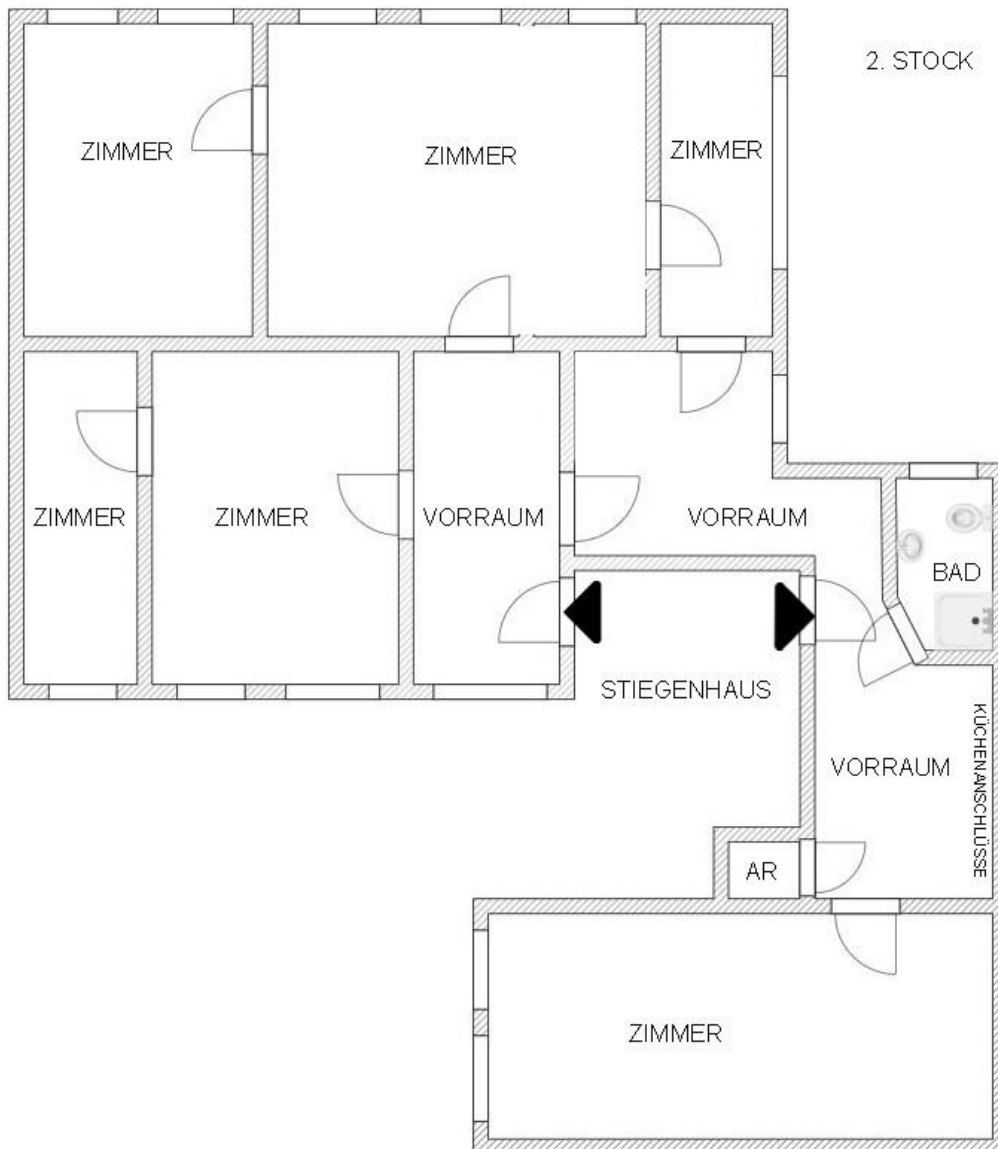 2. STOCK
ZIMMER
ZIMMER
ZIMMER
ZIMMER
ZIMMER
VORRAUM
VORRAUM
BAD
STIEGENHAUS
VORRAUM
KÜCHENANSCHLÜSSE
AR
ZIMMER